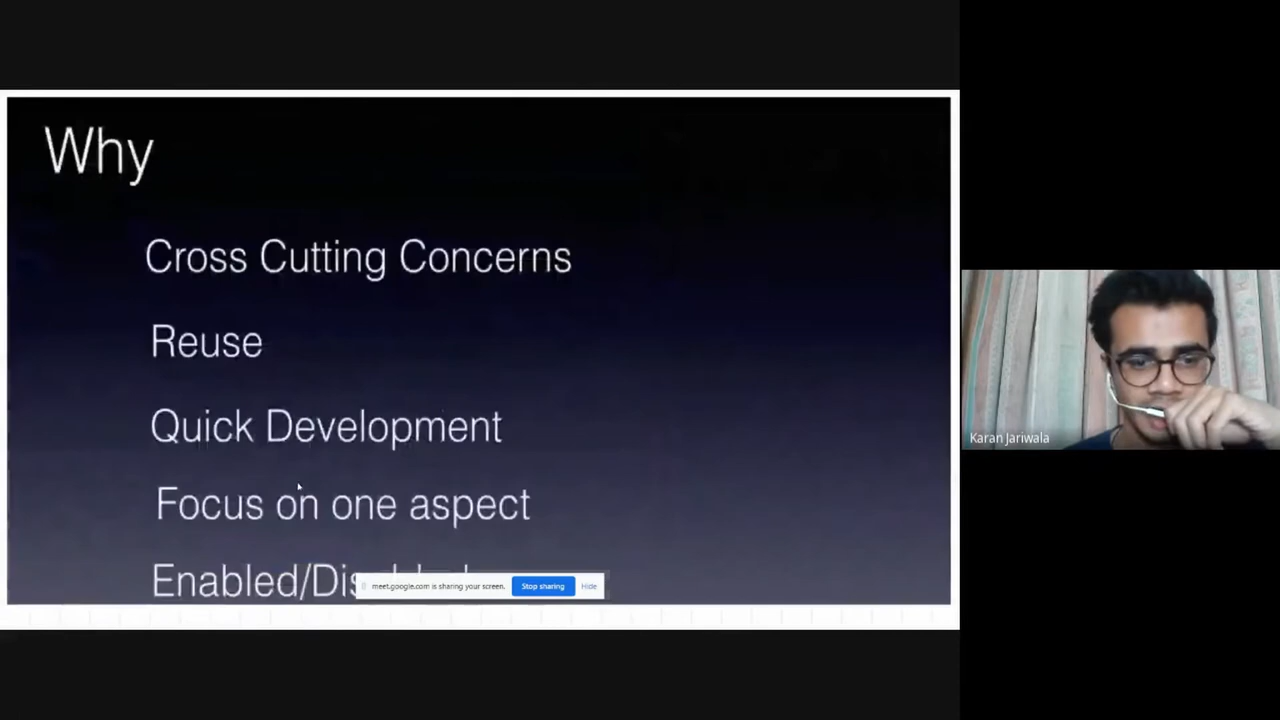 Why
Cross Cutting Concerns
Reuse
Quick Development
Focus on one aspect
Enabled/
meet.google.com is sharing your screen. Stop sharing Hide
Karan Jariwala